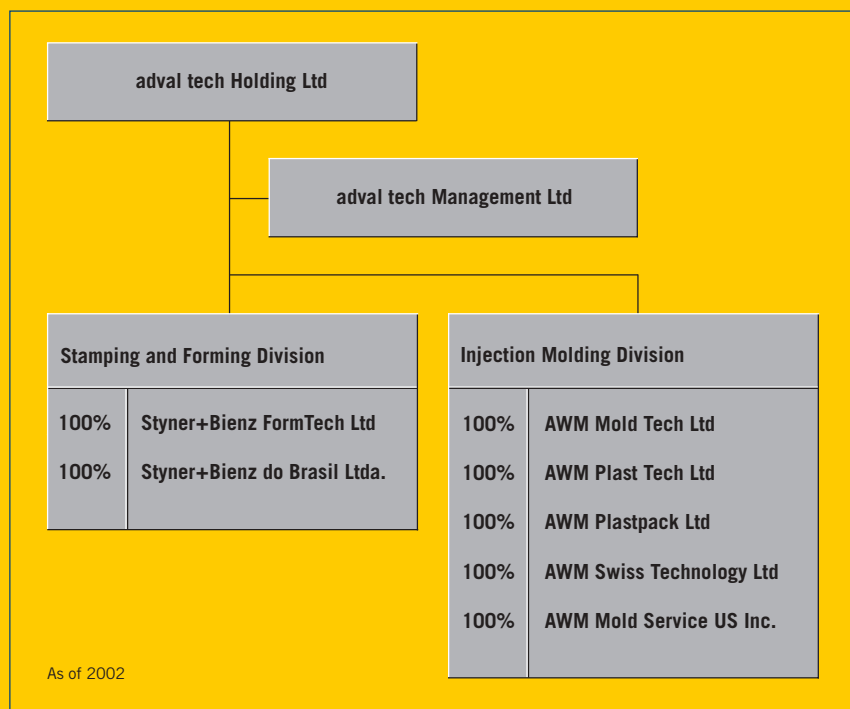 adval tech Holding Ltd
adval tech Management Ltd
Stamping and Forming Division
100% Styner+Bienz FormTech Ltd
100% Styner+Bienz do Brasil Ltda.
Injection Molding Division
100% AWM Mold Tech Ltd
100% AWM Plast Tech Ltd
100% AWM Plastpack Ltd
100% AWM Swiss Technology Ltd
100% AWM Mold Service US Inc.
As of 2002